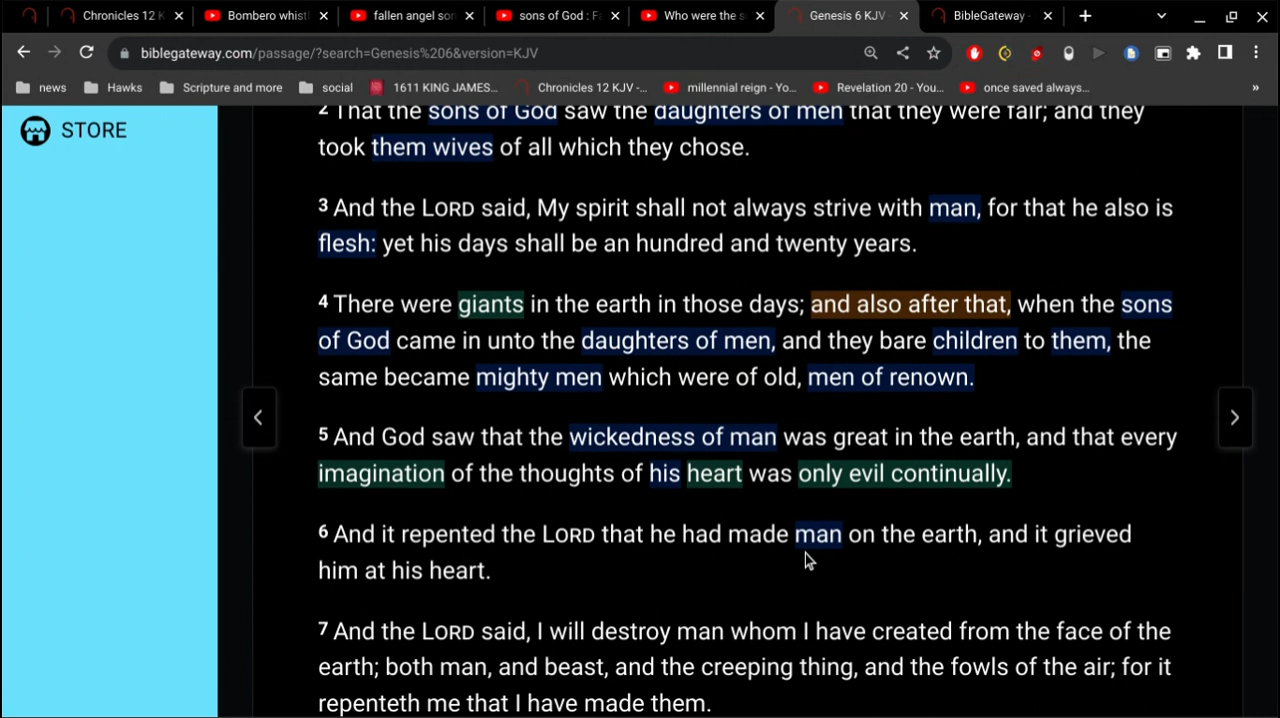 Chronicles 12 K
Bombero whistl
fallen angel son
sons of God : Fa
Who were the s
Genesis 6 KJV -
BibleGateway -
biblegateway.com/passage/?search=Genesis%206&version=KJV
news
Hawks
Scripture and more
social
1611 KING JAMES...
Chronicles 12 KJV -...
millennial reign - Yo...
Revelation 20 - You...
once saved always...
»
STORE
2 That the sons of God saw the daughters of men that they were fair; and they
took them wives of all which they chose.
3 And the LORD said, My spirit shall not always strive with man, for that he also is
flesh: yet his days shall be an hundred and twenty years.
4 There were giants in the earth in those days; and also after that, when the sons
of God came in unto the daughters of men, and they bare children to them, the
same became mighty men which were of old, men of renown.
5 And God saw that the wickedness of man was great in the earth, and that every
imagination of the thoughts of his heart was only evil continually.
6 And it repented the LORD that he had made man on the earth, and it grieved
him at his heart.
7 And the LORD said, I will destroy man whom I have created from the face of the
earth; both man, and beast, and the creeping thing, and the fowls of the air; for it
repenteth me that I have made them.